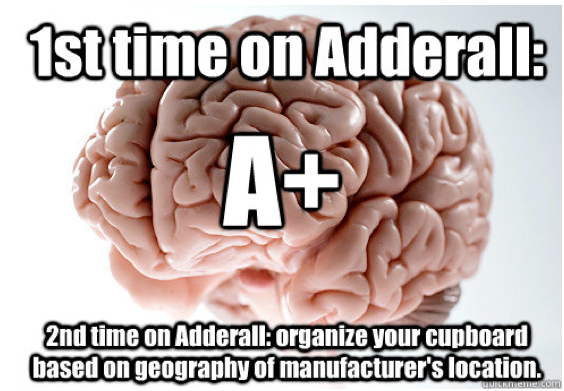 1st time on Adderall:
A+
2nd time on Adderall: organize your cupboard
based on geography of manufacturer's location.
quickmeme.com